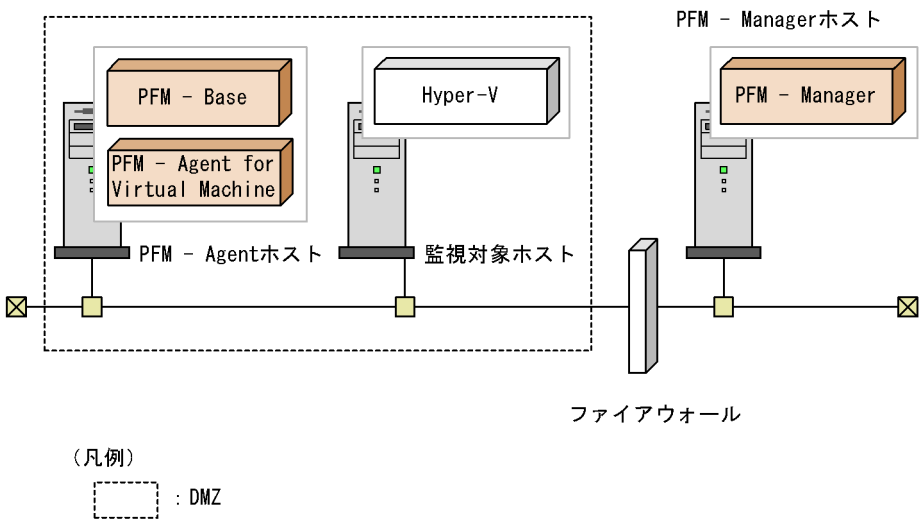 PFM - Managerホスト
PFM - Base
Hyper-V
PFM - Manager
PFM - Agent for
Virtual Machine
PFM - Agentホスト
監視対象ホスト
ファイアウォール
(凡例)
: DMZ